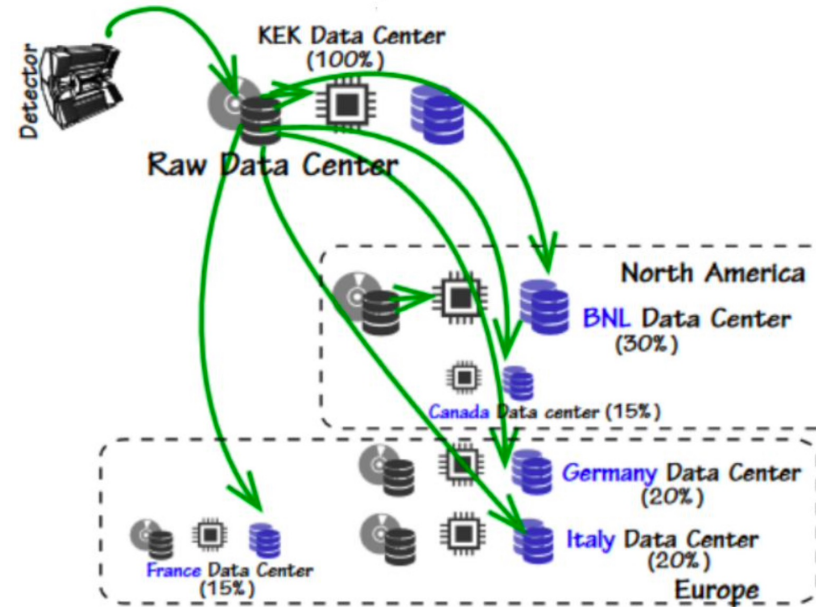 KEK Data Center
(100%)
Detector
Raw Data Center
North America
BNL Data Center
(30%)
Canada Data center (15%)
Germany Data Center
(20%)
Italy Data Center
(20%)
France Data Center
(15%)
Europe